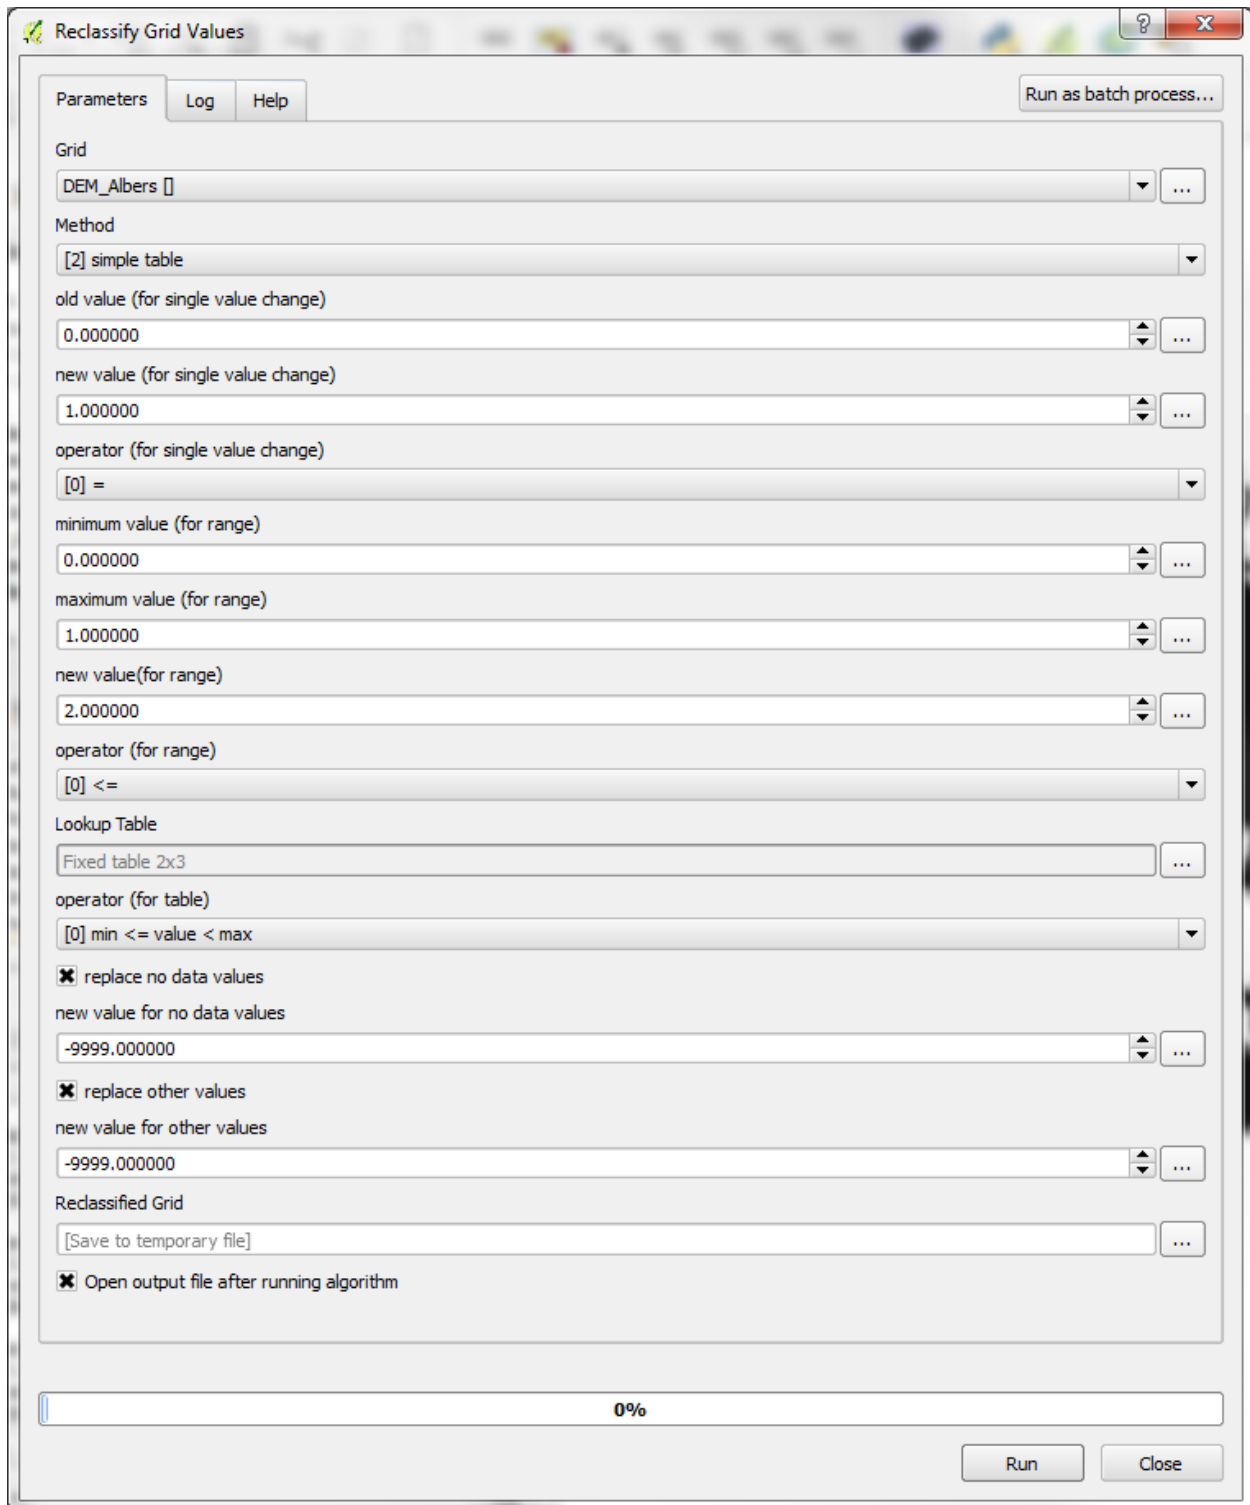 Reclassify Grid Values
Parameters Log Help Run as batch process...
Grid
DEM_Albers [] ...
Method
[2] simple table
old value (for single value change)
0.000000 ...
new value (for single value change)
1.000000 ...
operator (for single value change)
[0] =
minimum value (for range)
0.000000 ...
maximum value (for range)
1.000000 ...
new value(for range)
2.000000 ...
operator (for range)
[0] <=
Lookup Table
Fixed table 2x3 ...
operator (for table)
[0] min <= value < max
replace no data values
new value for no data values
-9999.000000 ...
replace other values
new value for other values
-9999.000000 ...
Reclassified Grid
[Save to temporary file] ...
Open output file after running algorithm
0%
Run Close